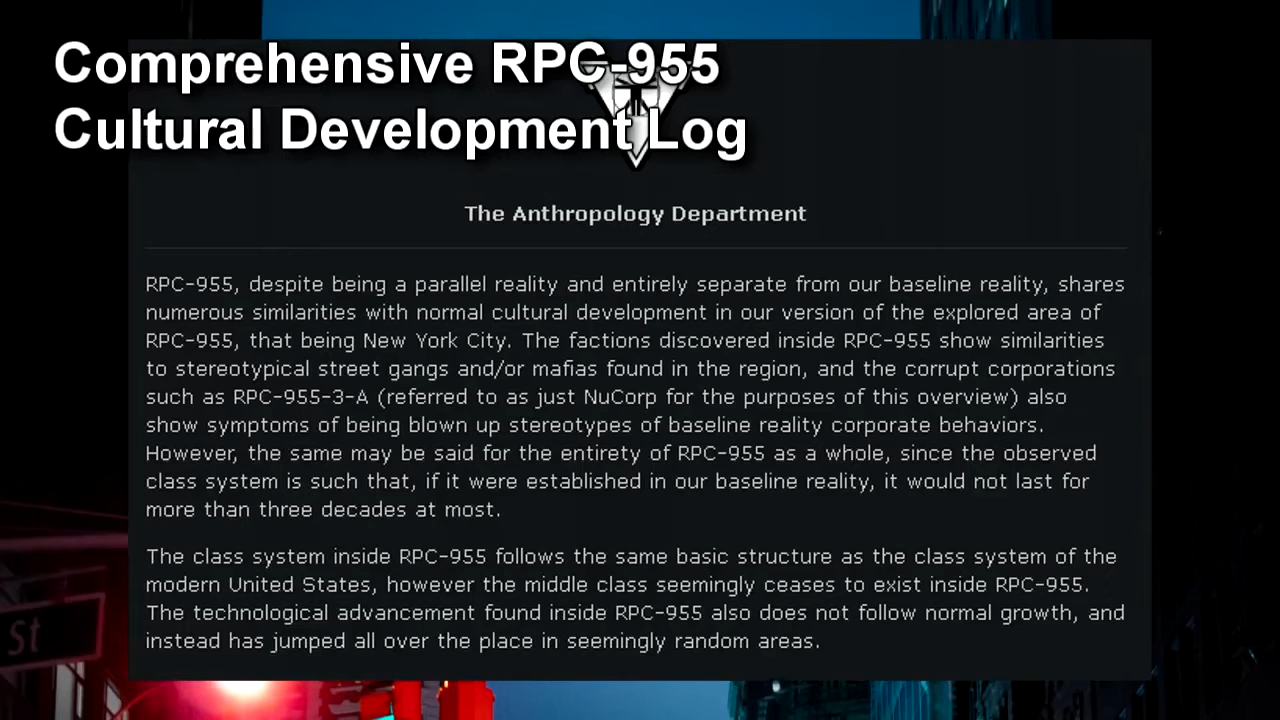 Comprehensive RPC-955
Cultural Development Log
The Anthropology Department
RPC-955, despite being a parallel reality and entirely separate from our baseline reality, shares
numerous similarities with normal cultural development in our version of the explored area of
RPC-955, that being New York City. The factions discovered inside RPC-955 show similarities
to stereotypical street gangs and/or mafias found in the region, and the corrupt corporations
such as RPC-955-3-A (referred to as just NuCorp for the purposes of this overview) also
show symptoms of being blown up stereotypes of baseline reality corporate behaviors.
However, the same may be said for the entirety of RPC-955 as a whole, since the observed
class system is such that, if it were established in our baseline reality, it would not last for
more than three decades at most.
The class system inside RPC-955 follows the same basic structure as the class system of the
modern United States, however the middle class seemingly ceases to exist inside RPC-955.
The technological advancement found inside RPC-955 also does not follow normal growth, and
instead has jumped all over the place in seemingly random areas.
St